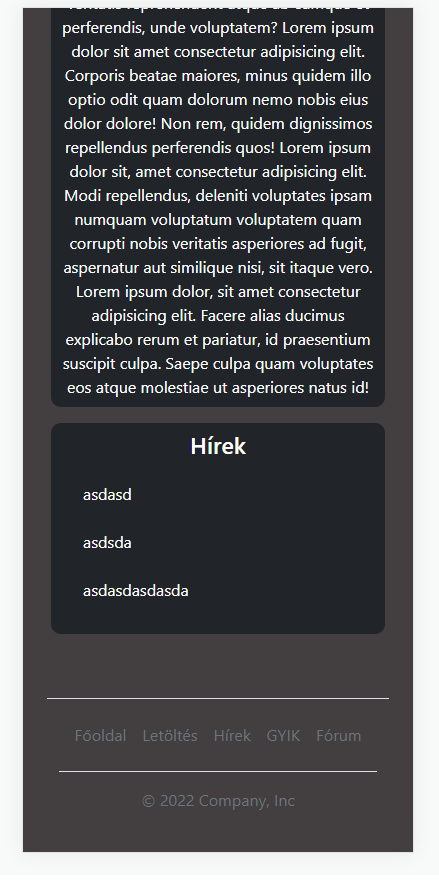 perferendis, unde voluptatem? Lorem ipsum
dolor sit amet consectetur adipisicing elit.
Corporis beatae maiores, minus quidem illo
optio odit quam dolorum nemo nobis eius
dolor dolore! Non rem, quidem dignissimos
repellendus perferendis quos! Lorem ipsum
dolor sit, amet consectetur adipisicing elit.
Modi repellendus, deleniti voluptates ipsam
numquam voluptatum voluptatem quam
corrupti nobis veritatis asperiores ad fugit,
aspernatur aut similique nisi, sit itaque vero.
Lorem ipsum dolor, sit amet consectetur
adipisicing elit. Facere alias ducimus
explicabo rerum et pariatur, id praesentium
suscipit culpa. Saepe culpa quam voluptates
eos atque molestiae ut asperiores natus id!
Hírek
asdasd
asdsda
asdasdasdasda
Főoldal Letöltés Hírek GYIK Fórum
© 2022 Company, Inc